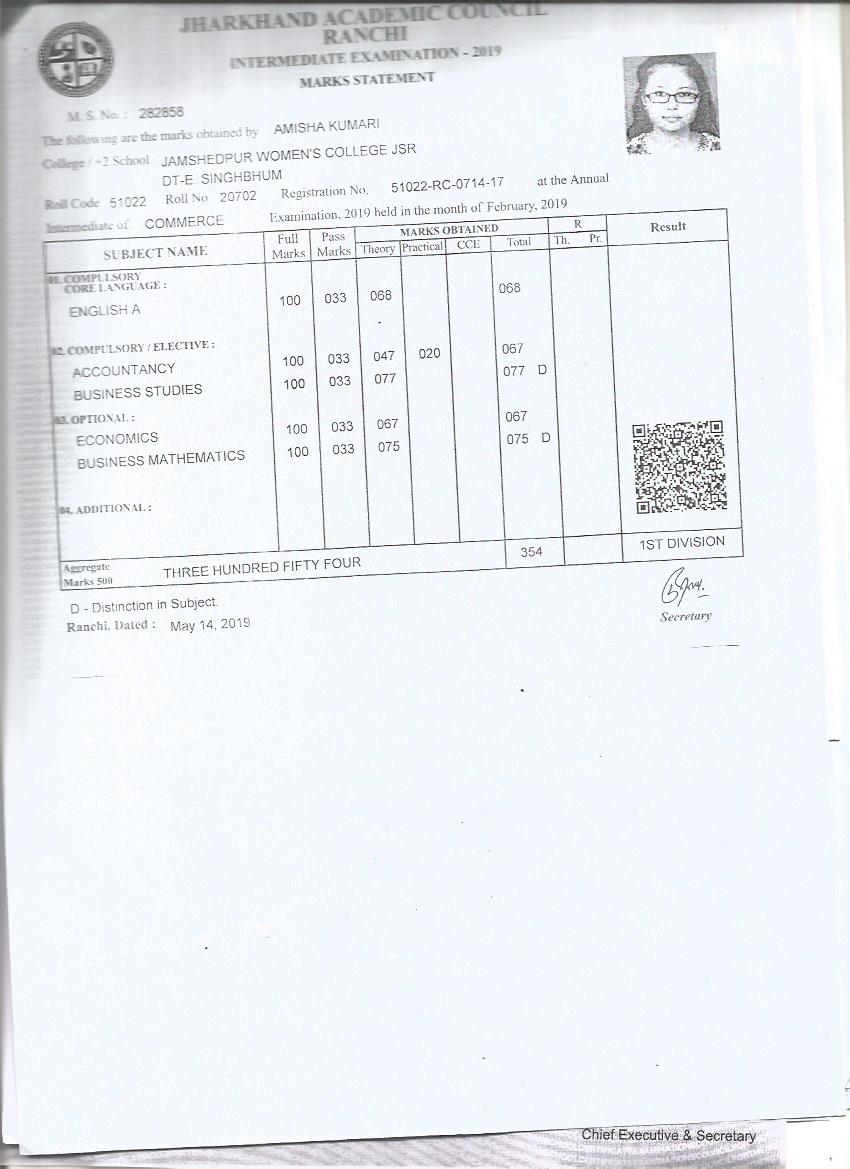 JHARKHAND ACADEMIC COUNCIL
RANCHI
INTERMEDIATE EXAMINATION - 2019
MARKS STATEMENT
M. S. No. : 282858
The following are the marks obtained by AMISHA KUMARI
College / +2 School JAMSHEDPUR WOMEN'S COLLEGE JSR
DT-E. SINGHBHUM
Roll Code 51022 Roll No. 20702 Registration No. 51022-RC-0714-17 at the Annual
Intermediate of COMMERCE Examination, 2019 held in the month of February, 2019
SUBJECT NAME Full Marks Pass Marks MARKS OBTAINED R Result
Theory Practical CCE Total Th. Pr.
01. COMPULSORY
CORE LANGUAGE :
ENGLISH A 100 033 068 068
02. COMPULSORY / ELECTIVE :
ACCOUNTANCY 100 033 047 020 067
BUSINESS STUDIES 100 033 077 077 D
03. OPTIONAL :
ECONOMICS 100 033 067 067
BUSINESS MATHEMATICS 100 033 075 075 D
04. ADDITIONAL :
Aggregate Marks 500 THREE HUNDRED FIFTY FOUR 354 1ST DIVISION
D - Distinction in Subject.
Ranchi, Dated : May 14, 2019
Secretary
Chief Executive & Secretary